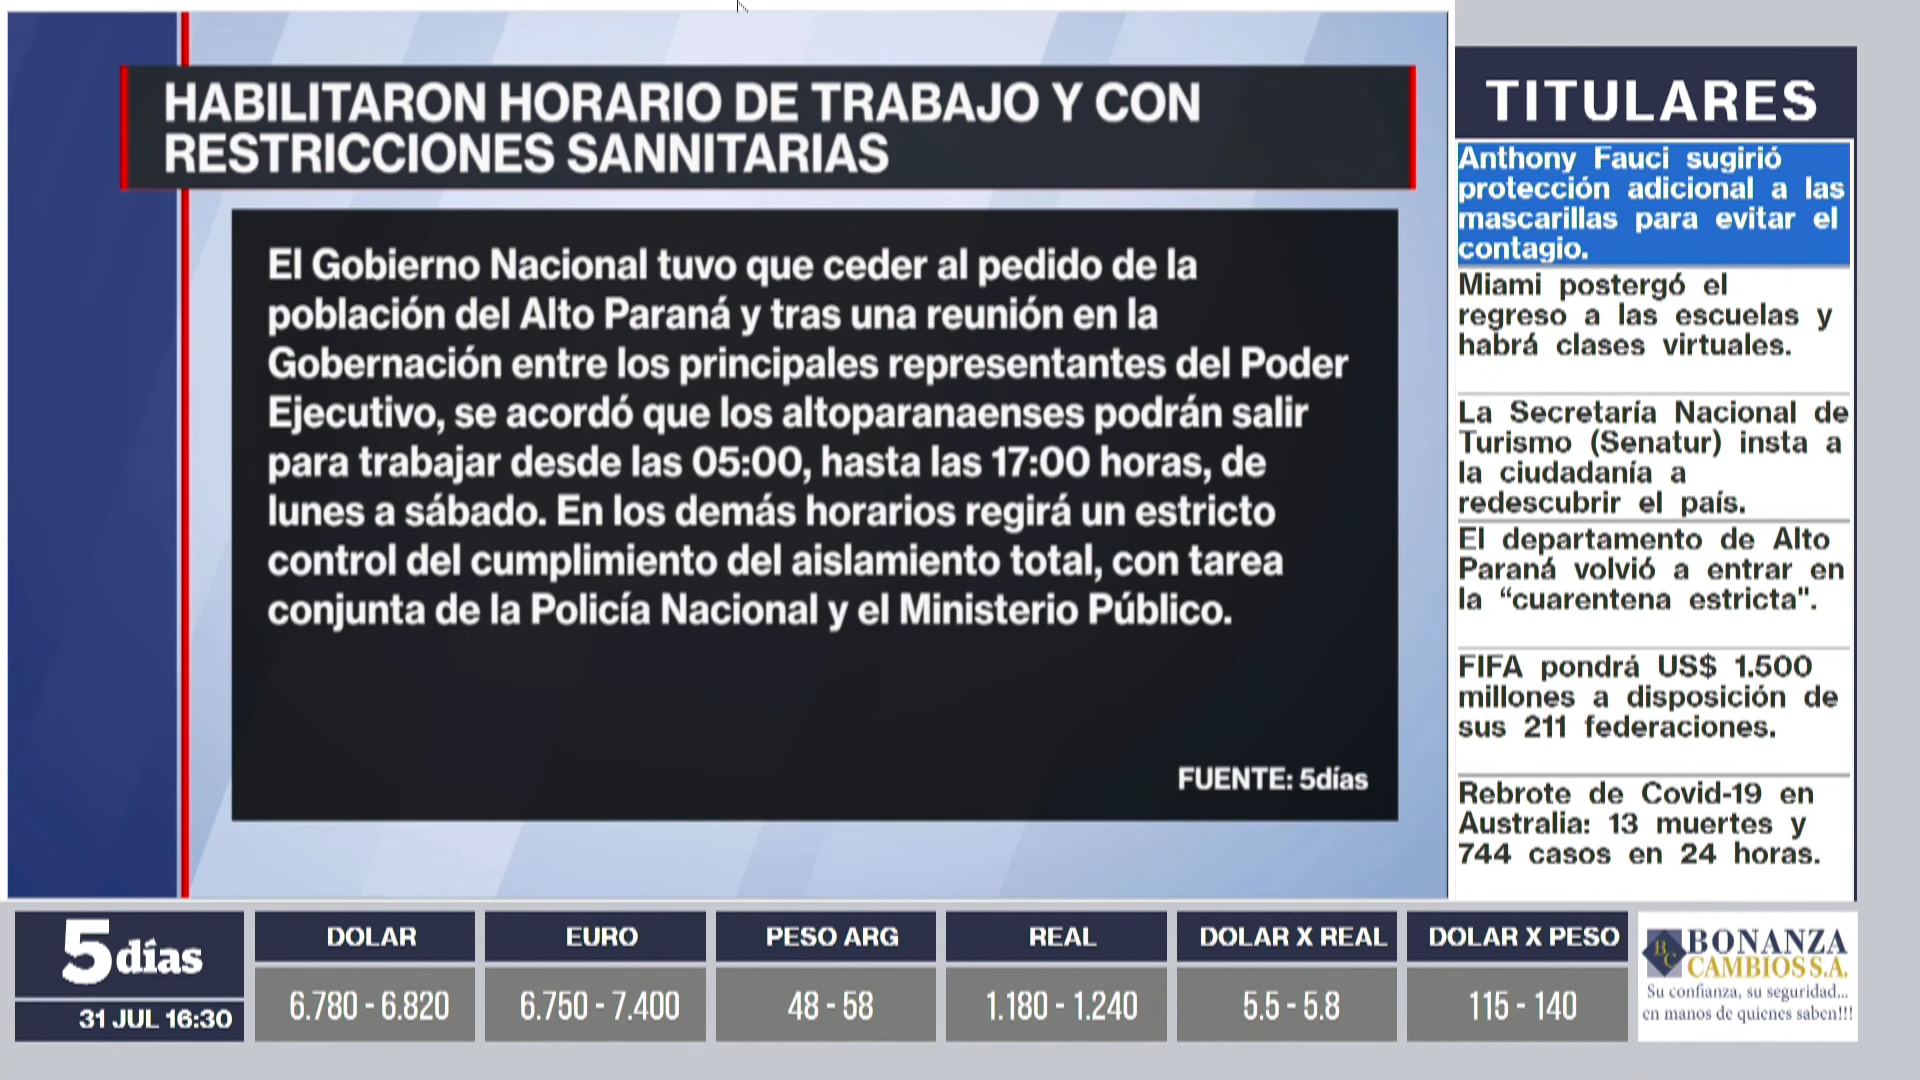 HABILITARON HORARIO DE TRABAJO Y CON
RESTRICCIONES SANNITARIAS
El Gobierno Nacional tuvo que ceder al pedido de la
población del Alto Paraná y tras una reunión en la
Gobernación entre los principales representantes del Poder
Ejecutivo, se acordó que los altoparanaenses podrán salir
para trabajar desde las 05:00, hasta las 17:00 horas, de
lunes a sábado. En los demás horarios regirá un estricto
control del cumplimiento del aislamiento total, con tarea
conjunta de la Policía Nacional y el Ministerio Público.
FUENTE: 5días
TITULARES
Anthony Fauci sugirió
protección adicional a las
mascarillas para evitar el
contagio.
Miami postergó el
regreso a las escuelas y
habrá clases virtuales.
La Secretaría Nacional de
Turismo (Senatur) insta a
la ciudadanía a
redescubrir el país.
El departamento de Alto
Paraná volvió a entrar en
la “cuarentena estricta".
FIFA pondrá US$ 1.500
millones a disposición de
sus 211 federaciones.
Rebrote de Covid-19 en
Australia: 13 muertes y
744 casos en 24 horas.
5días
31 JUL 16:30
DOLAR
6.780 - 6.820
EURO
6.750 - 7.400
PESO ARG
48 - 58
REAL
1.180 - 1.240
DOLAR X REAL
5.5 - 5.8
DOLAR X PESO
115 - 140
BC
BONANZA
CAMBIOS S.A.
Su confianza, su seguridad...
en manos de quienes saben!!!